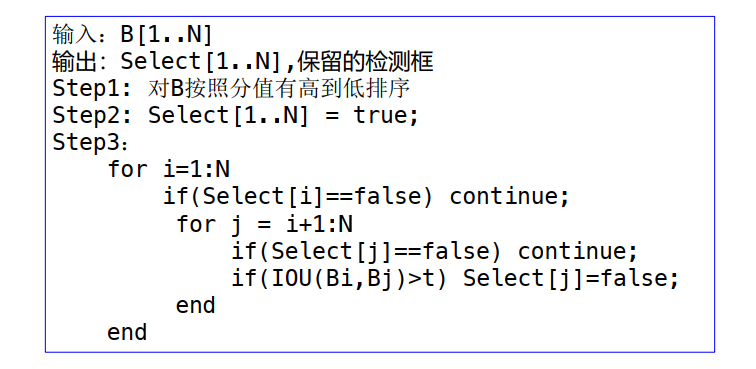 输入：B[1..N]
输出：Select[1..N],保留的检测框
Step1: 对B按照分值有高到低排序
Step2: Select[1..N] = true;
Step3：
for i=1:N
if(Select[i]==false) continue;
for j = i+1:N
if(Select[j]==false) continue;
if(IOU(Bi,Bj)>t) Select[j]=false;
end
end